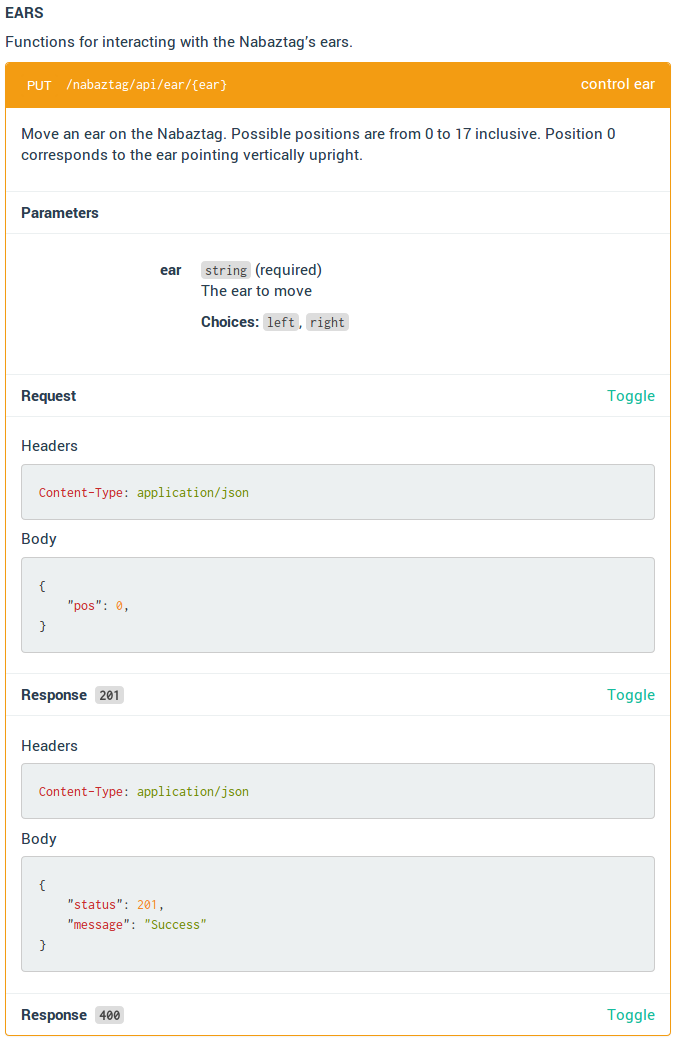 EARS
Functions for interacting with the Nabaztag’s ears.
PUT /nabaztag/api/ear/{ear} control ear
Move an ear on the Nabaztag. Possible positions are from 0 to 17 inclusive. Position 0
corresponds to the ear pointing vertically upright.
Parameters
ear string (required)
The ear to move
Choices: left, right
Request Toggle
Headers
Content-Type: application/json
Body
{
"pos": 0,
}
Response 201 Toggle
Headers
Content-Type: application/json
Body
{
"status": 201,
"message": "Success"
}
Response 400 Toggle